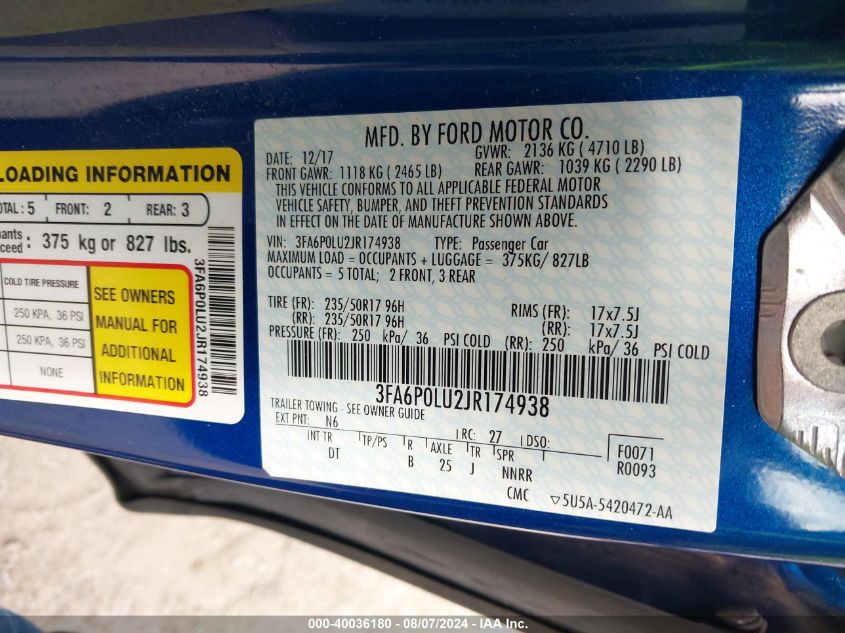 LOADING INFORMATION
TOTAL: 5 FRONT: 2 REAR: 3
: 375 kg or 827 lbs.
COLD TIRE PRESSURE
250 KPA, 36 PSI
250 KPA, 36 PSI
NONE
SEE OWNERS
MANUAL FOR
ADDITIONAL
INFORMATION
3FA6P0LU2JR174938
MFD. BY FORD MOTOR CO.
DATE: 12/17 GVWR: 2136 KG ( 4710 LB)
FRONT GAWR: 1118 KG ( 2465 LB) REAR GAWR: 1039 KG ( 2290 LB)
THIS VEHICLE CONFORMS TO ALL APPLICABLE FEDERAL MOTOR
VEHICLE SAFETY, BUMPER, AND THEFT PREVENTION STANDARDS
IN EFFECT ON THE DATE OF MANUFACTURE SHOWN ABOVE.
VIN: 3FA6P0LU2JR174938 TYPE: Passenger Car
MAXIMUM LOAD = OCCUPANTS + LUGGAGE = 375KG/ 827LB
OCCUPANTS = 5 TOTAL; 2 FRONT, 3 REAR
TIRE (FR): 235/50R17 96H RIMS (FR): 17x7.5J
(RR): 235/50R17 96H (RR): 17x7.5J
PRESSURE (FR): 250 kPa/ 36 PSI COLD (RR): 250 kPa/ 36 PSI COLD
3FA6P0LU2JR174938
TRAILER TOWING - SEE OWNER GUIDE
EXT PNT: N6 RC: 27 DSO:
INT TR TP/PS R AXLE TR SPR F0071
DT B 25 J NNRR R0093
CMC ▽5U5A-5420472-AA
000-40036180 - 08/07/2024 - IAA Inc.